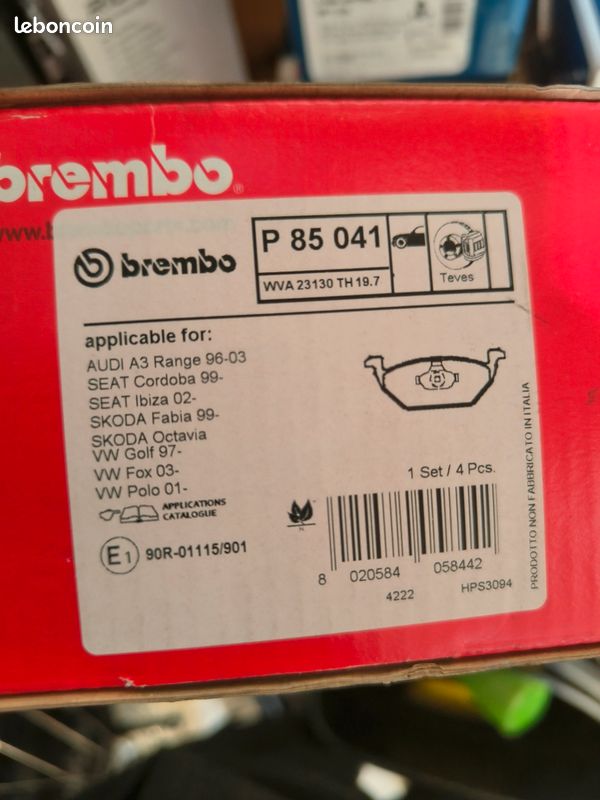 leboncoin
brembo®
www.b
brembo
P 85 041
WVA 23130 TH 19.7
Teves
applicable for:
AUDI A3 Range 96-03
SEAT Cordoba 99-
SEAT Ibiza 02-
SKODA Fabia 99-
SKODA Octavia
VW Golf 97-
VW Fox 03-
VW Polo 01-
1 Set / 4 Pcs.
APPLICATIONS
CATALOGUE
E1 90R-01115/901
8 020584 058442
4222 HPS3094
PRODOTTO NON FABBRICATO IN ITALIA